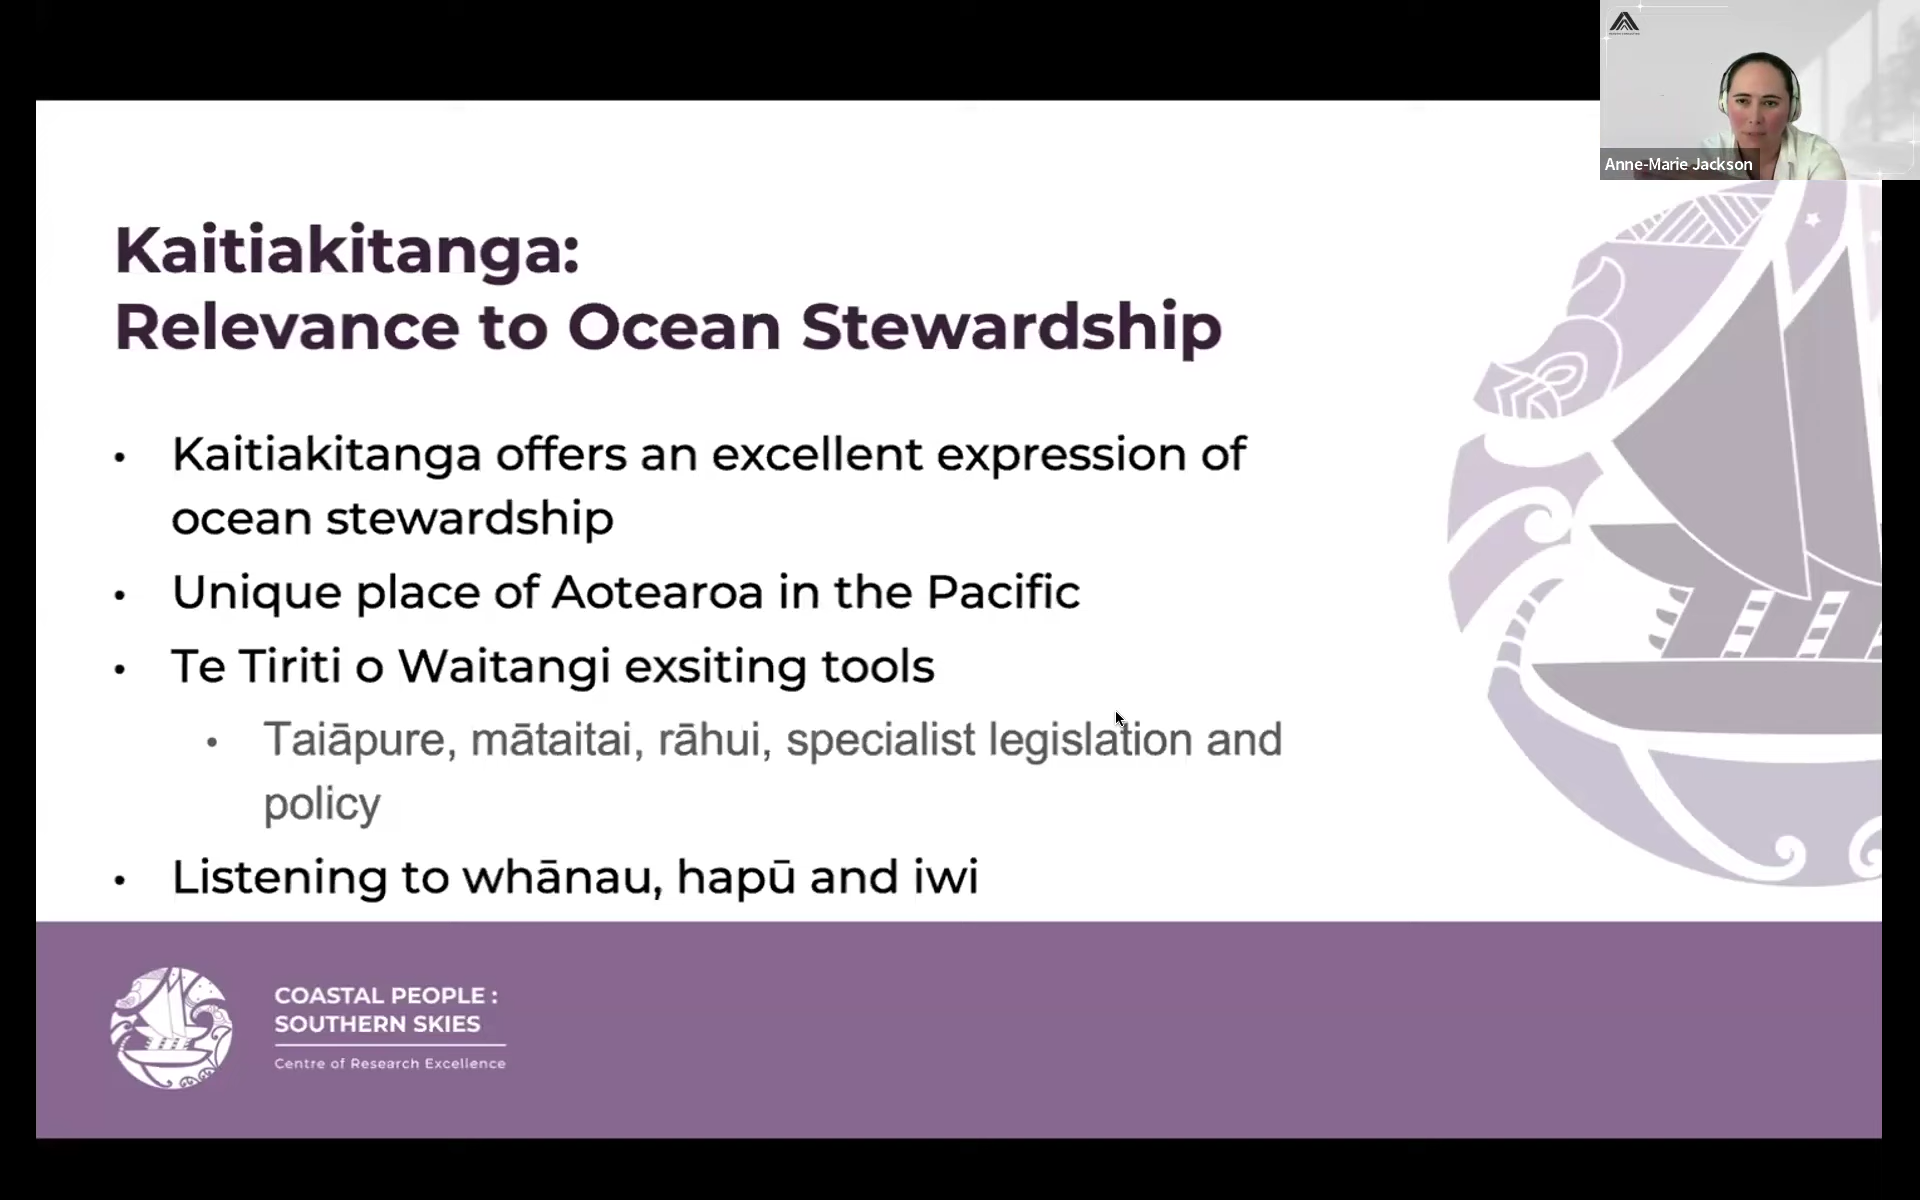 Anne-Marie Jackson
Kaitiakitanga:
Relevance to Ocean Stewardship
• Kaitiakitanga offers an excellent expression of
ocean stewardship
• Unique place of Aotearoa in the Pacific
• Te Tiriti o Waitangi exsiting tools
• Taiāpure, mātaitai, rāhui, specialist legislation and
policy
• Listening to whānau, hapū and iwi
COASTAL PEOPLE :
SOUTHERN SKIES
Centre of Research Excellence